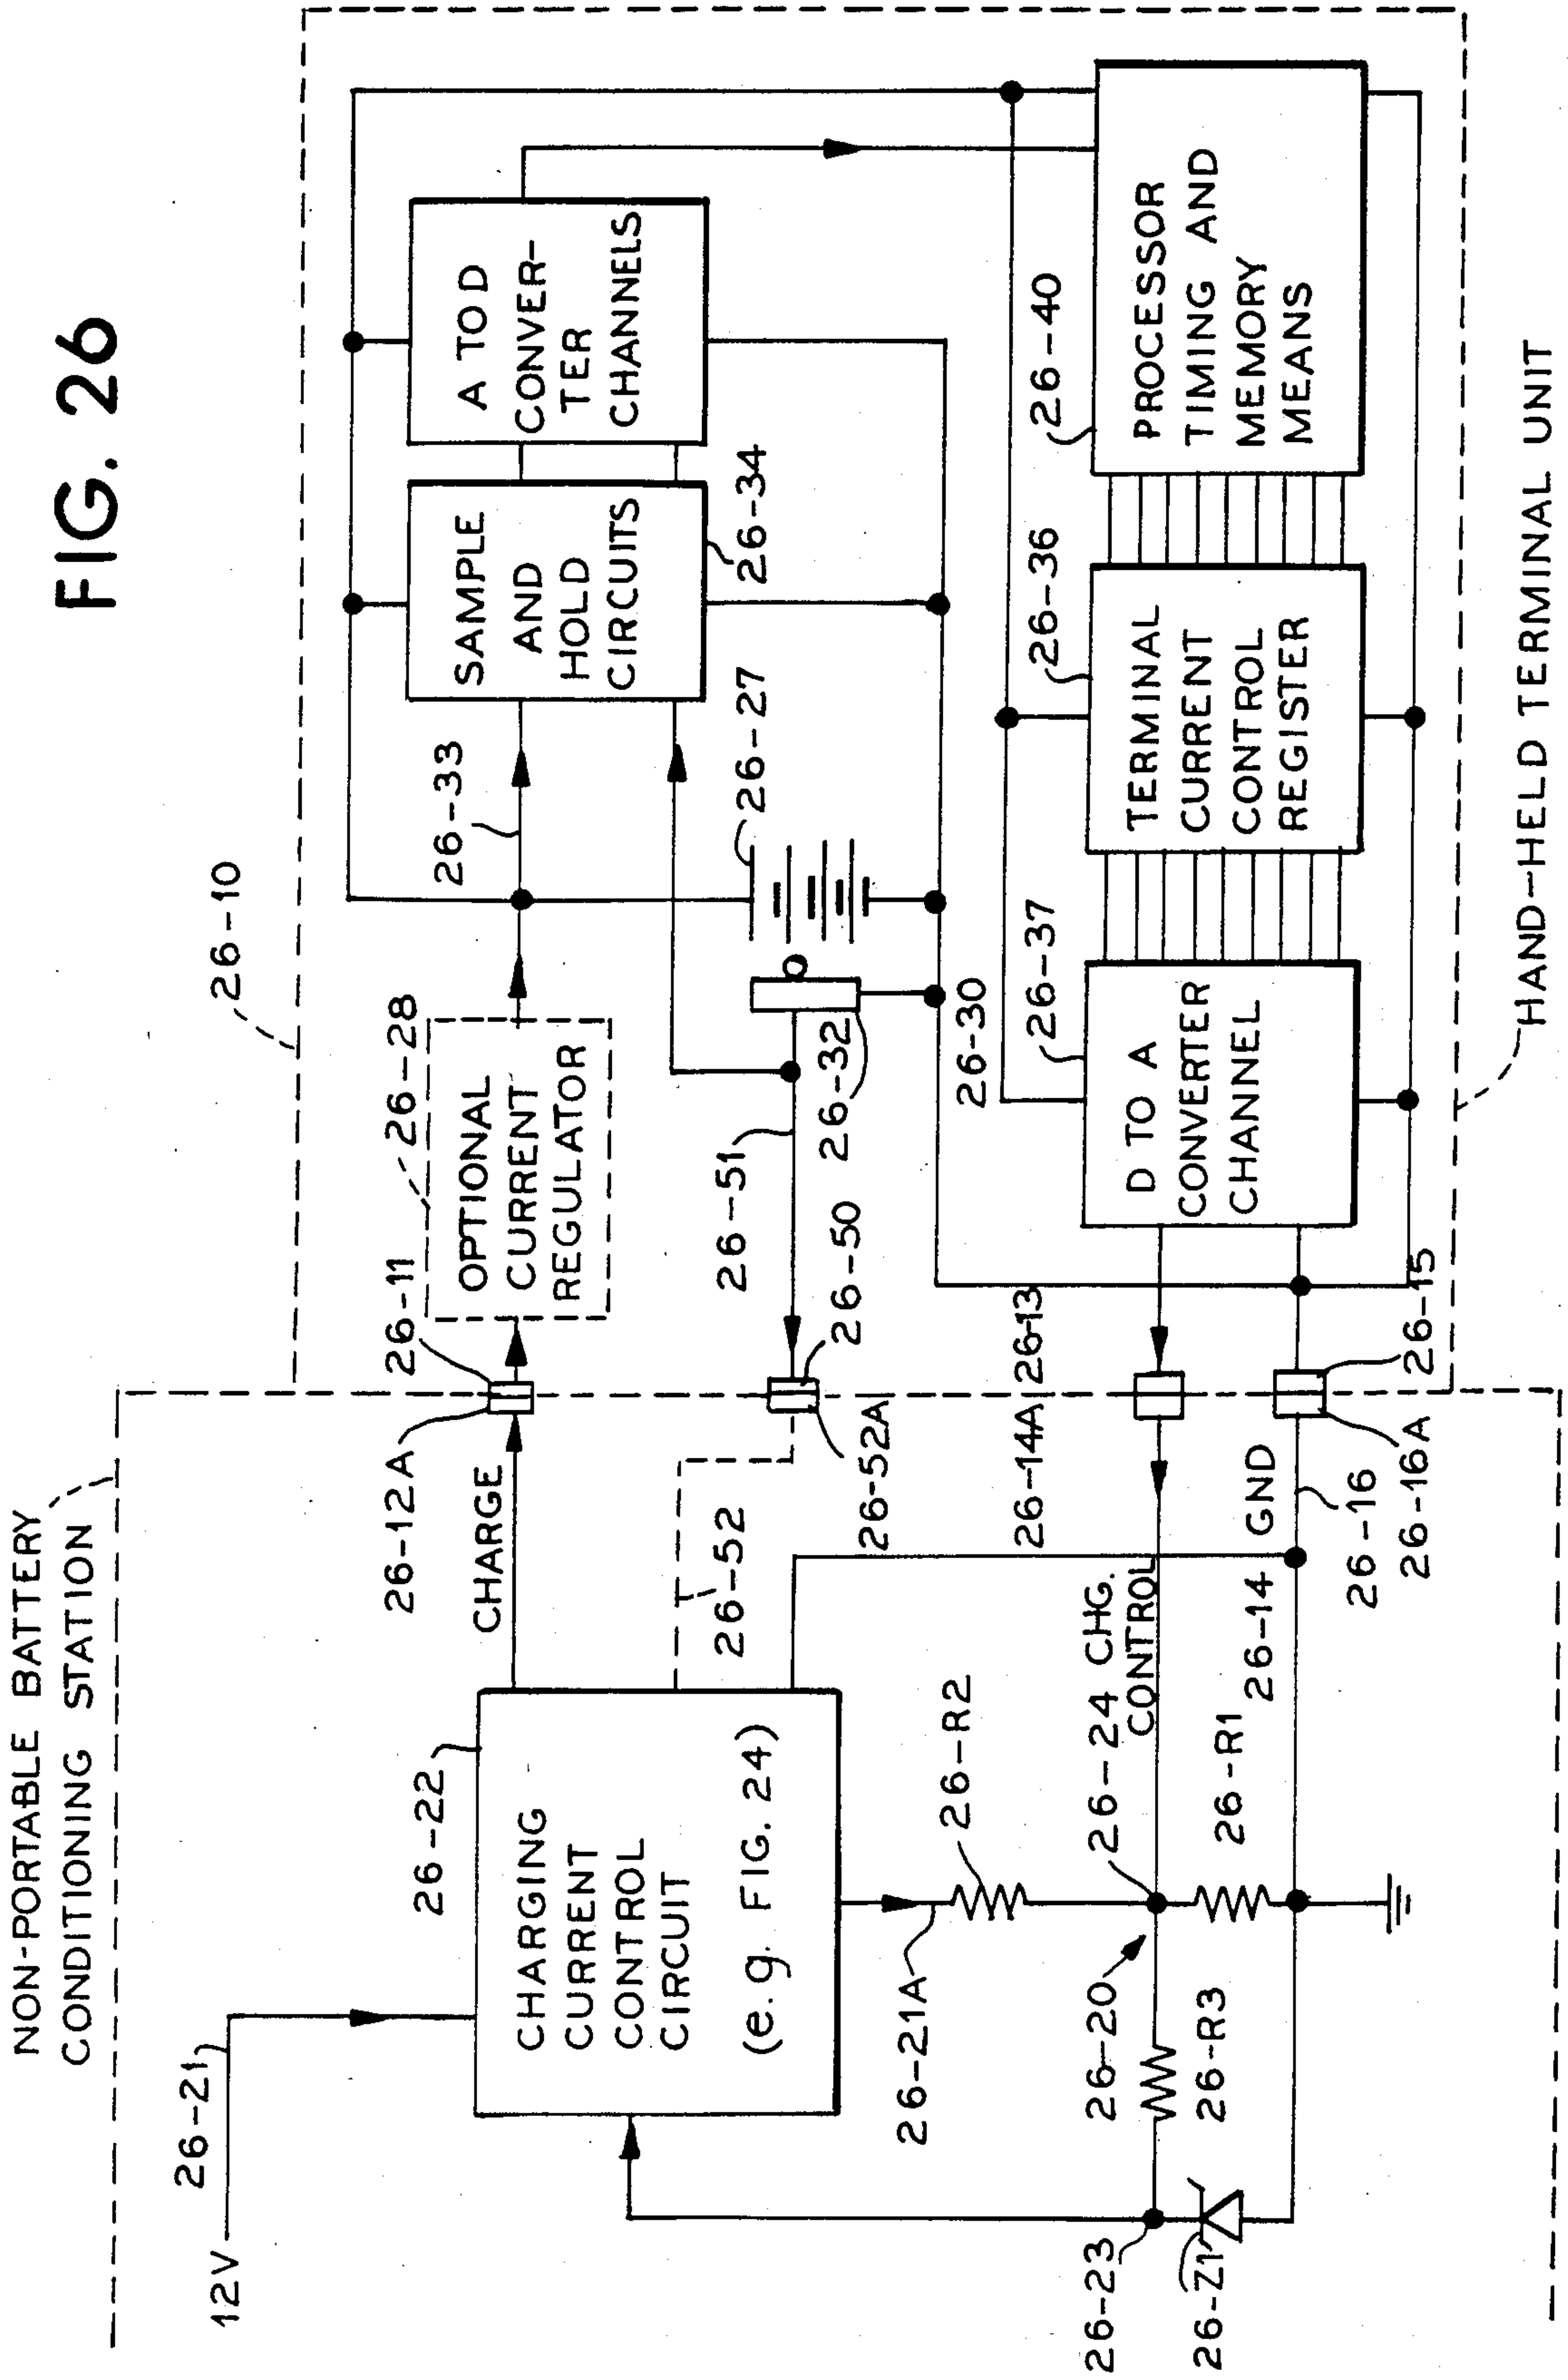 FIG. 26
NON-PORTABLE BATTERY
CONDITIONING STATION
26-10
12V
26-21
26-22
CHARGING
CURRENT
CONTROL
CIRCUIT
(e.g. FIG. 24)
CHARGE
26-12A
26-11
26-28
OPTIONAL
CURRENT
REGULATOR
26-33
SAMPLE
AND
HOLD
CIRCUITS
26-34
A TO D
CONVER-
TER
CHANNELS
26-52
26-52A
26-50
26-51
26-32
26-27
26-30
26-21A
26-R2
26-20
26-24 CHG.
CONTROL
26-14A
26-13
26-R3
26-R1
26-14
GND
26-16
26-16A
26-15
26-23
26-Z1
26-37
D TO A
CONVERTER
CHANNEL
26-36
TERMINAL
CURRENT
CONTROL
REGISTER
26-40
PROCESSOR
TIMING AND
MEMORY
MEANS
HAND-HELD TERMINAL UNIT